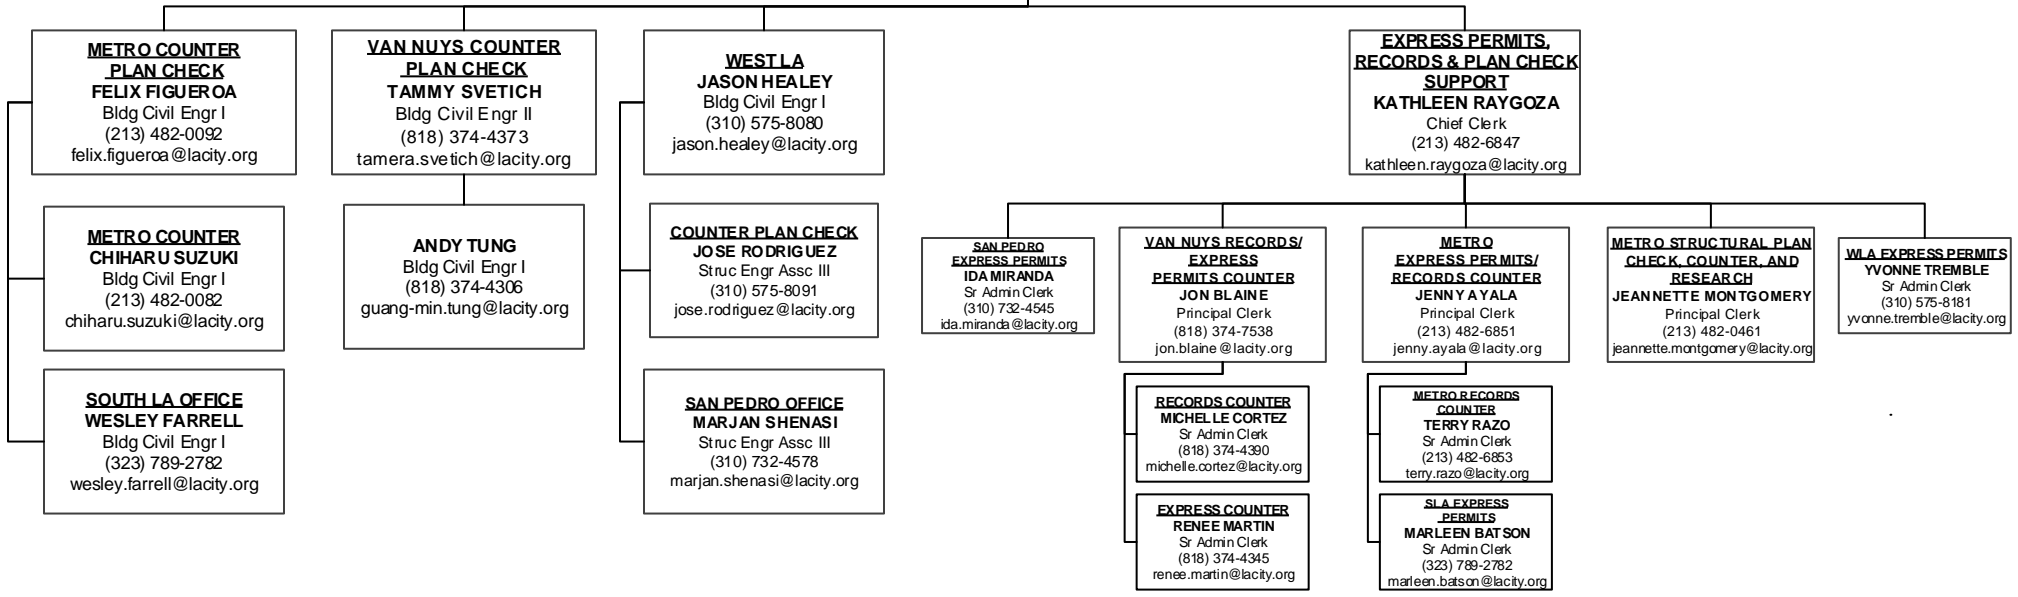 METRO COUNTER
PLAN CHECK
FELIX FIGUEROA
Bldg Civil Engr I
(213) 482-0092
felix.figueroa@lacity.org
METRO COUNTER
CHIHARU SUZUKI
Bldg Civil Engr I
(213) 482-0082
chiharu.suzuki@lacity.org
SOUTH LA OFFICE
WESLEY FARRELL
Bldg Civil Engr I
(323) 789-2782
wesley.farrell@lacity.org
VAN NUYS COUNTER
PLAN CHECK
TAMMY SVETICH
Bldg Civil Engr II
(818) 374-4373
tamera.svetich@lacity.org
ANDY TUNG
Bldg Civil Engr I
(818) 374-4306
guang-min.tung@lacity.org
WEST LA
JASON HEALEY
Bldg Civil Engr I
(310) 575-8080
jason.healey@lacity.org
COUNTER PLAN CHECK
JOSE RODRIGUEZ
Struc Engr Assc III
(310) 575-8091
jose.rodriguez@lacity.org
SAN PEDRO OFFICE
MARJAN SHENASI
Struc Engr Assc III
(310) 732-4578
marjan.shenasi@lacity.org
EXPRESS PERMITS,
RECORDS & PLAN CHECK
SUPPORT
KATHLEEN RAYGOZA
Chief Clerk
(213) 482-6847
kathleen.raygoza@lacity.org
SAN PEDRO
EXPRESS PERMITS
IDA MIRANDA
Sr Admin Clerk
(310) 732-4545
ida.miranda@lacity.org
VAN NUYS RECORDS/
EXPRESS
PERMITS COUNTER
JON BLAINE
Principal Clerk
(818) 374-7538
jon.blaine@lacity.org
RECORDS COUNTER
MICHELLE CORTEZ
Sr Admin Clerk
(818) 374-4390
michelle.cortez@lacity.org
EXPRESS COUNTER
RENEE MARTIN
Sr Admin Clerk
(818) 374-4345
renee.martin@lacity.org
METRO
EXPRESS PERMITS/
RECORDS COUNTER
JENNY AYALA
Principal Clerk
(213) 482-6851
jenny.ayala@lacity.org
METRO RECORDS
COUNTER
TERRY RAZO
Sr Admin Clerk
(213) 482-6853
terry.razo@lacity.org
SLA EXPRESS
PERMITS
MARLEEN BATSON
Sr Admin Clerk
(323) 789-2782
marleen.batson@lacity.org
METRO STRUCTURAL PLAN
CHECK, COUNTER, AND
RESEARCH
JEANNETTE MONTGOMERY
Principal Clerk
(213) 482-0461
jeannette.montgomery@lacity.org
WLA EXPRESS PERMITS
YVONNE TREMBLE
Sr Admin Clerk
(310) 575-8181
yvonne.tremble@lacity.org